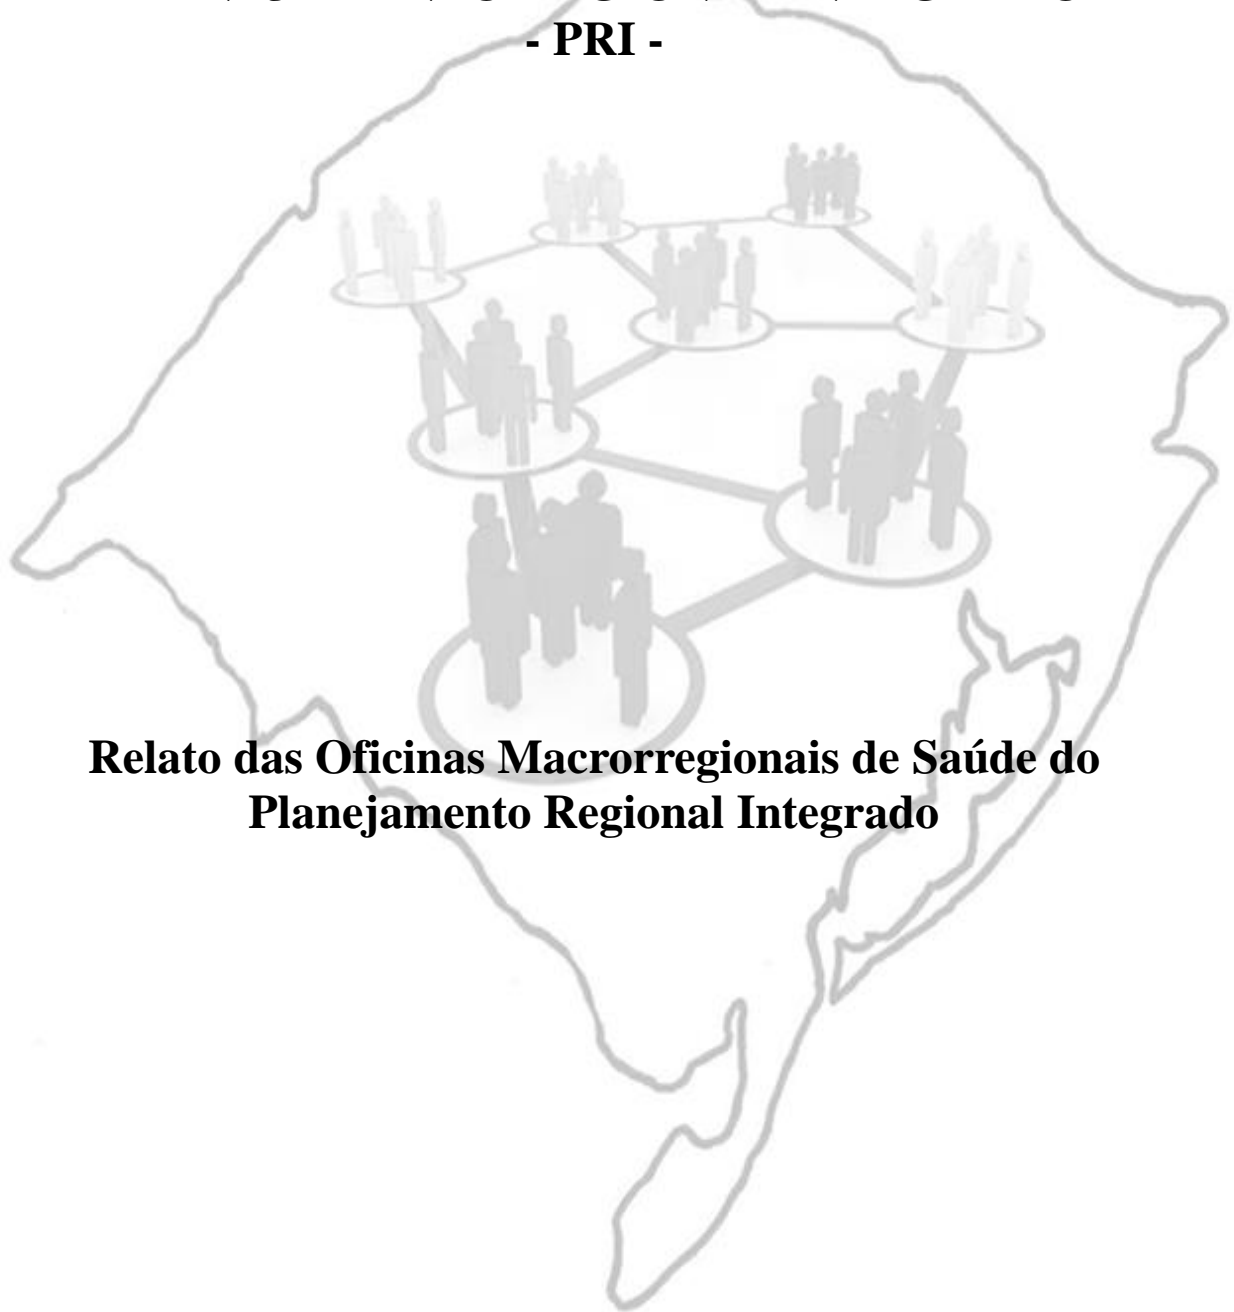 - PRI -
Relato das Oficinas Macrorregionais de Saúde do
Planejamento Regional Integrado